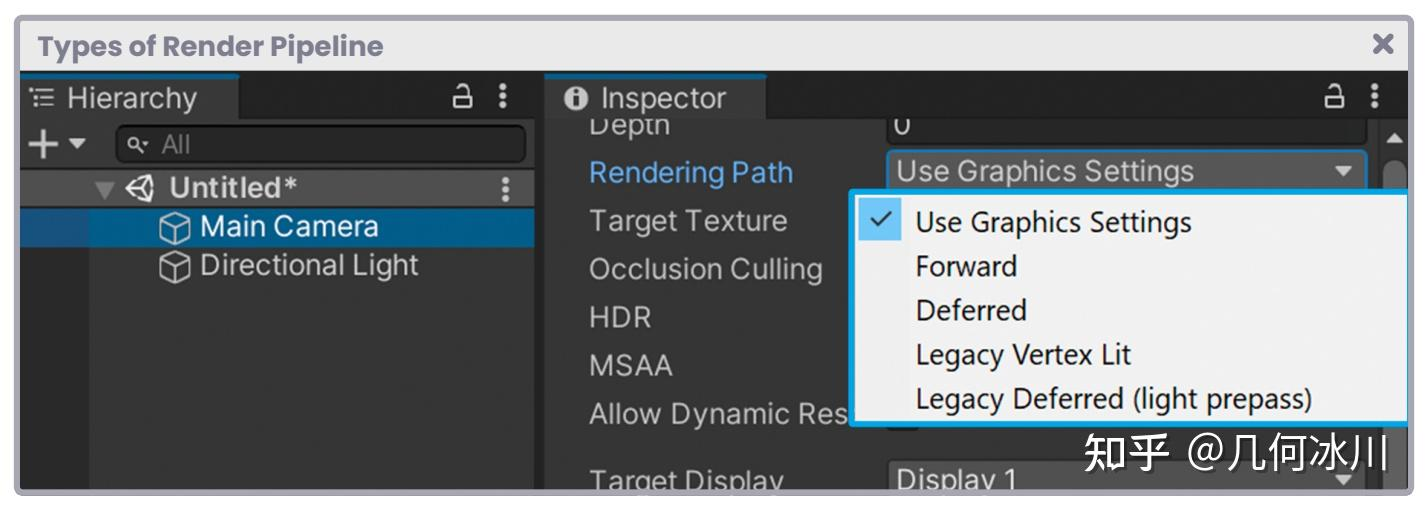 Types of Render Pipeline
Hierarchy
All
Untitled*
Main Camera
Directional Light
Inspector
Depth 0
Rendering Path Use Graphics Settings
Target Texture
Occlusion Culling
HDR
MSAA
Allow Dynamic Res
Target Display Display 1
Use Graphics Settings
Forward
Deferred
Legacy Vertex Lit
Legacy Deferred (light prepass)
知乎 @几何冰川